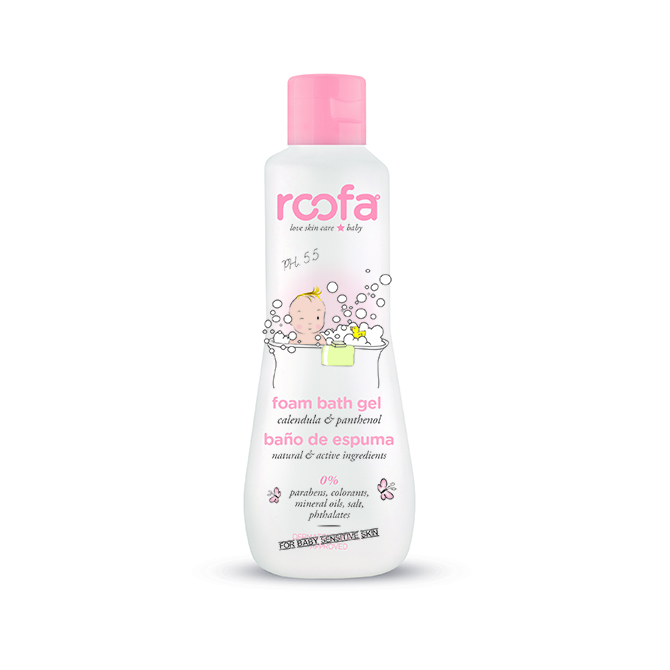 roofa
love skin care ★ baby
pH. 5.5
foam bath gel
calendula & panthenol
baño de espuma
natural & active ingredients
0%
parabens, colorants,
mineral oils, salt,
phthalates
FOR BABY SENSITIVE SKIN